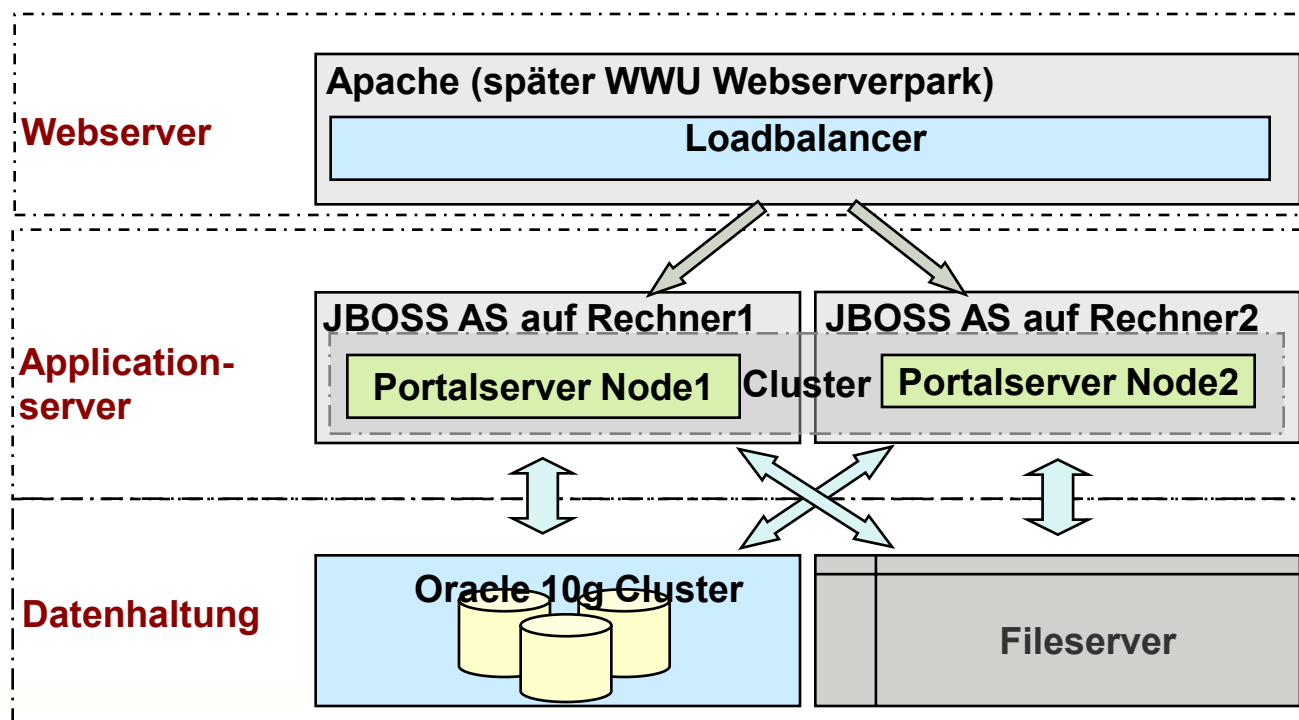 Apache (später WWU Webserverpark)
Webserver
Loadbalancer
JBOSS AS auf Rechner1
JBOSS AS auf Rechner2
Application-
server
Portalserver Node1
Cluster
Portalserver Node2
Oracle 10g Cluster
Datenhaltung
Fileserver